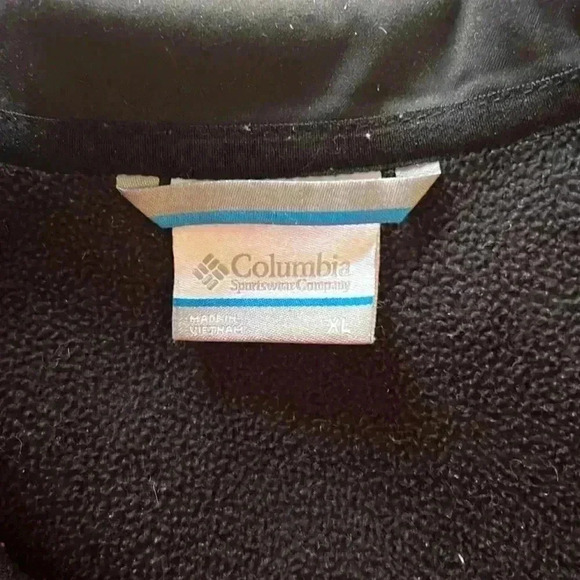 Columbia
Sportswear Company
MADE IN
VIETNAM XL